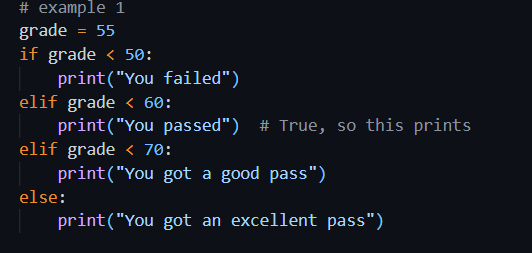 # example 1
grade = 55
if grade < 50:
    print("You failed")
elif grade < 60:
    print("You passed")  # True, so this prints
elif grade < 70:
    print("You got a good pass")
else:
    print("You got an excellent pass")